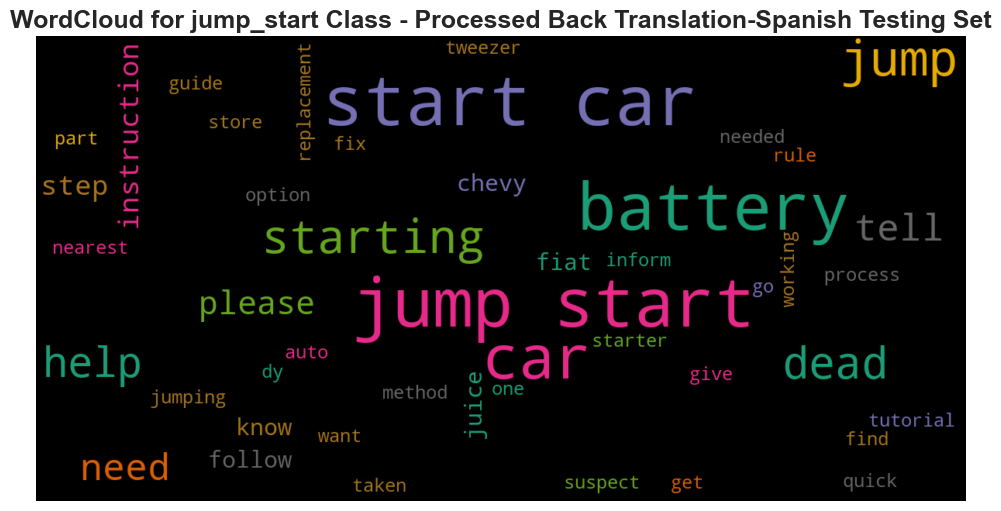 WordCloud for jump_start Class - Processed Back Translation-Spanish Testing Set
tweezer
jump
start car
instruction
replacement
guide
store
part
fix
needed
rule
step
option
chevy
battery
tell
starting
nearest
fiat
inform
working
process
please
jump start
go
help
auto
car
starter
dead
dy
give
jumping
method
juice
one
know
want
tutorial
find
need
follow
taken
suspect
get
quick